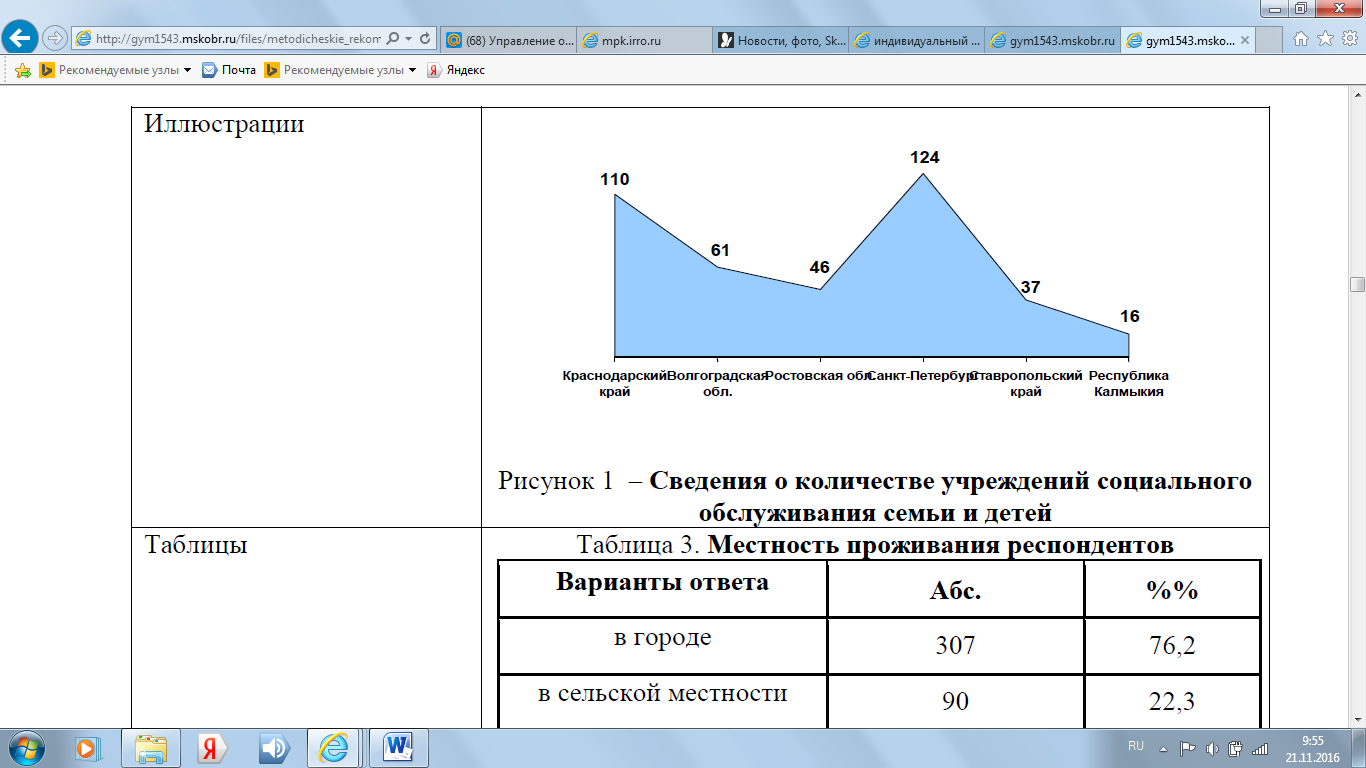 http://gym1543.mskobr.ru/files/metodicheskie_rekom
(68) Управление о...
mpk.irro.ru
Новости, фото, Sk...
индивидуальный ...
gym1543.mskobr.ru
gym1543.msko...
Рекомендуемые узлы
Почта
Рекомендуемые узлы
Яндекс
Иллюстрации
110
61
46
124
37
16
Краснодарский край
Волгоградская обл.
Ростовская обл.
Санкт-Петербург
Ставропольский край
Республика Калмыкия
Рисунок 1 – Сведения о количестве учреждений социального
обслуживания семьи и детей
Таблицы
Таблица 3. Местность проживания респондентов
Варианты ответа Абс. %%
в городе 307 76,2
в сельской местности 90 22,3
RU
9:55
21.11.2016